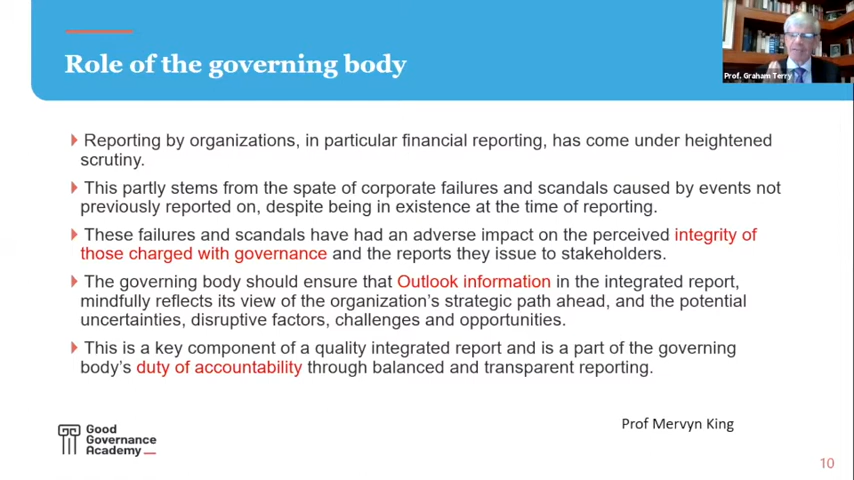 Role of the governing body
Prof. Graham Terry
Reporting by organizations, in particular financial reporting, has come under heightened
scrutiny.
This partly stems from the spate of corporate failures and scandals caused by events not
previously reported on, despite being in existence at the time of reporting.
These failures and scandals have had an adverse impact on the perceived integrity of
those charged with governance and the reports they issue to stakeholders.
The governing body should ensure that Outlook information in the integrated report,
mindfully reflects its view of the organization's strategic path ahead, and the potential
uncertainties, disruptive factors, challenges and opportunities.
This is a key component of a quality integrated report and is a part of the governing
body's duty of accountability through balanced and transparent reporting.
Prof Mervyn King
Good
Governance
Academy
10